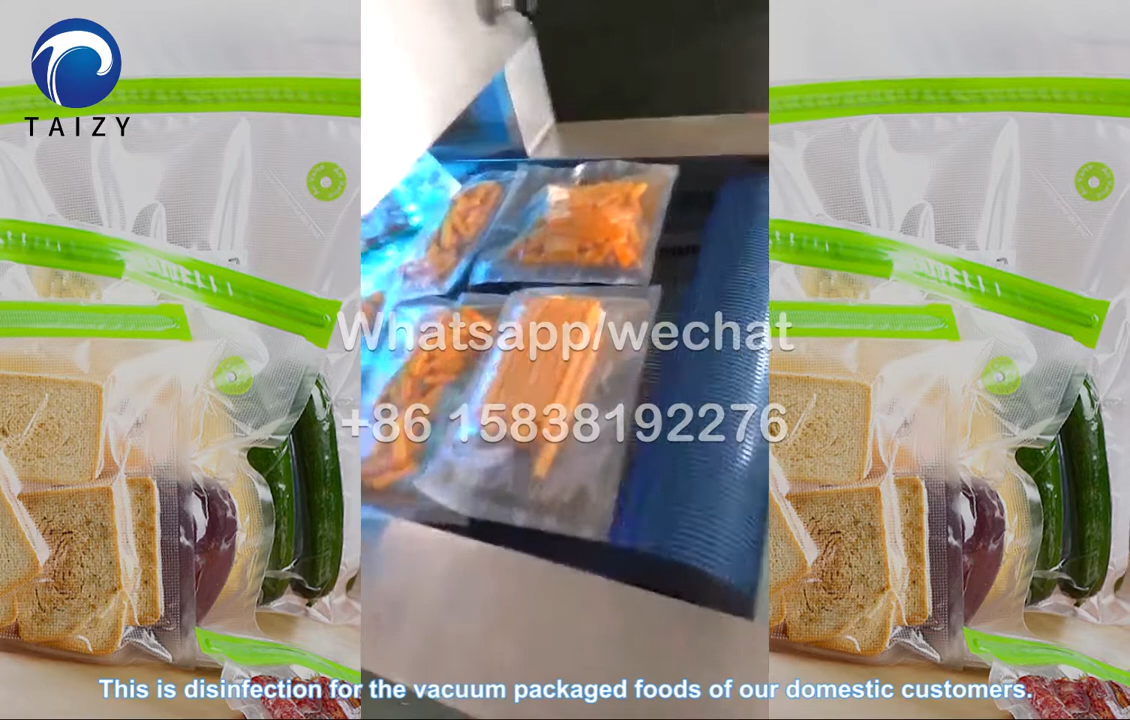 TAIZY
Whatsapp/wechat
+86 15838192276
This is disinfection for the vacuum packaged foods of our domestic customers.